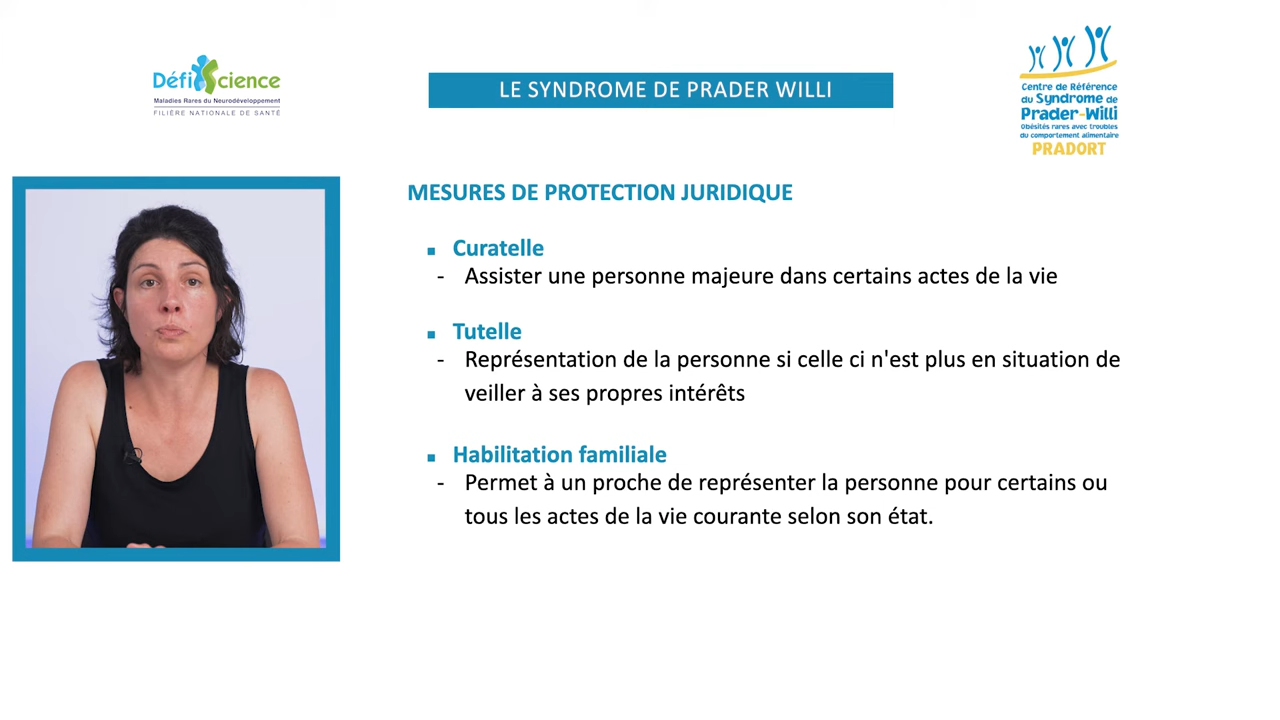 DéfiScience
Maladies Rares du Neurodéveloppement
FILIÈRE NATIONALE DE SANTÉ
LE SYNDROME DE PRADER WILLI
Centre de Référence
du Syndrome de
Prader-Willi
Obésités rares avec troubles
du comportement alimentaire
PRADORT
MESURES DE PROTECTION JURIDIQUE
Curatelle
- Assister une personne majeure dans certains actes de la vie
Tutelle
- Représentation de la personne si celle ci n'est plus en situation de
veiller à ses propres intérêts
Habilitation familiale
- Permet à un proche de représenter la personne pour certains ou
tous les actes de la vie courante selon son état.